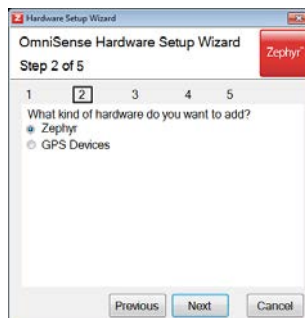 Hardware Setup Wizard
OmniSense Hardware Setup Wizard
Step 2 of 5
Zephyr™
1 2 3 4 5
What kind of hardware do you want to add?
Zephyr
GPS Devices
Previous Next Cancel